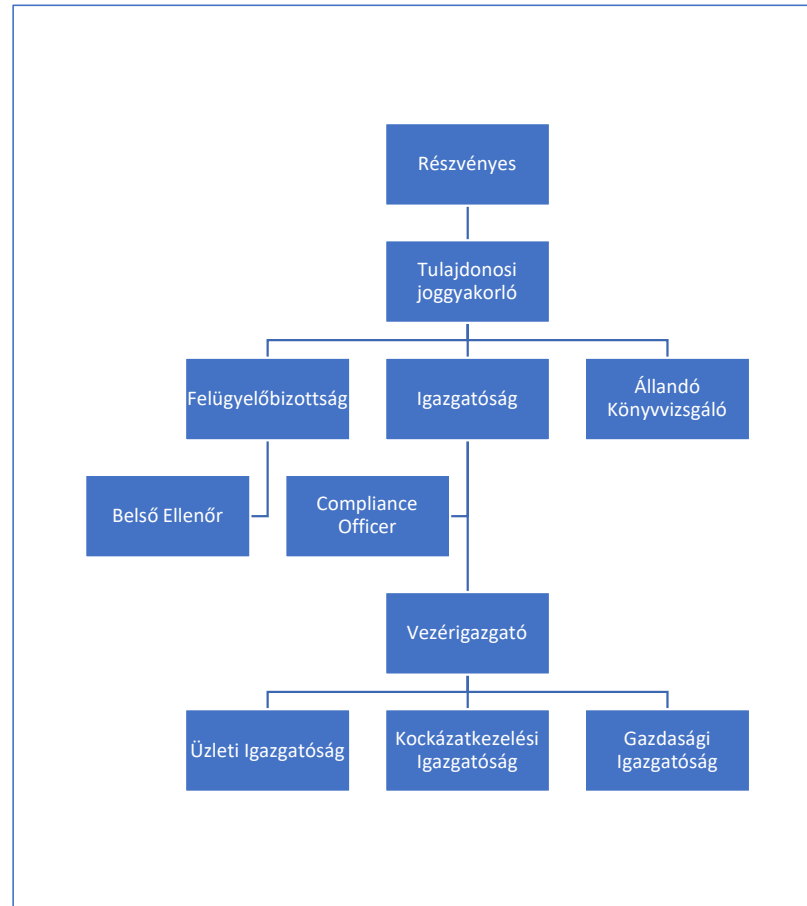 Részvényes
Tulajdonosi
joggyakorló
Felügyelőbizottság
Igazgatóság
Állandó
Könyvvizsgáló
Belső Ellenőr
Compliance
Officer
Vezérigazgató
Üzleti Igazgatóság
Kockázatkezelési
Igazgatóság
Gazdasági
Igazgatóság